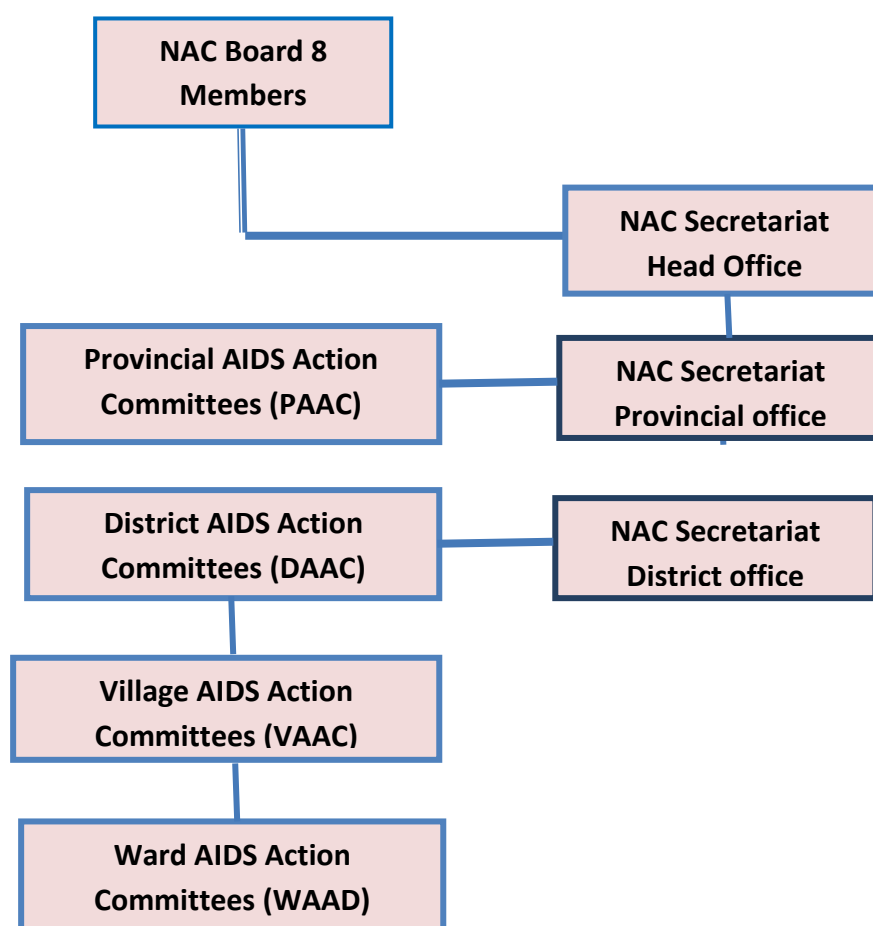 NAC Board 8
Members
NAC Secretariat
Head Office
Provincial AIDS Action
Committees (PAAC)
NAC Secretariat
Provincial office
District AIDS Action
Committees (DAAC)
NAC Secretariat
District office
Village AIDS Action
Committees (VAAC)
Ward AIDS Action
Committees (WAAD)